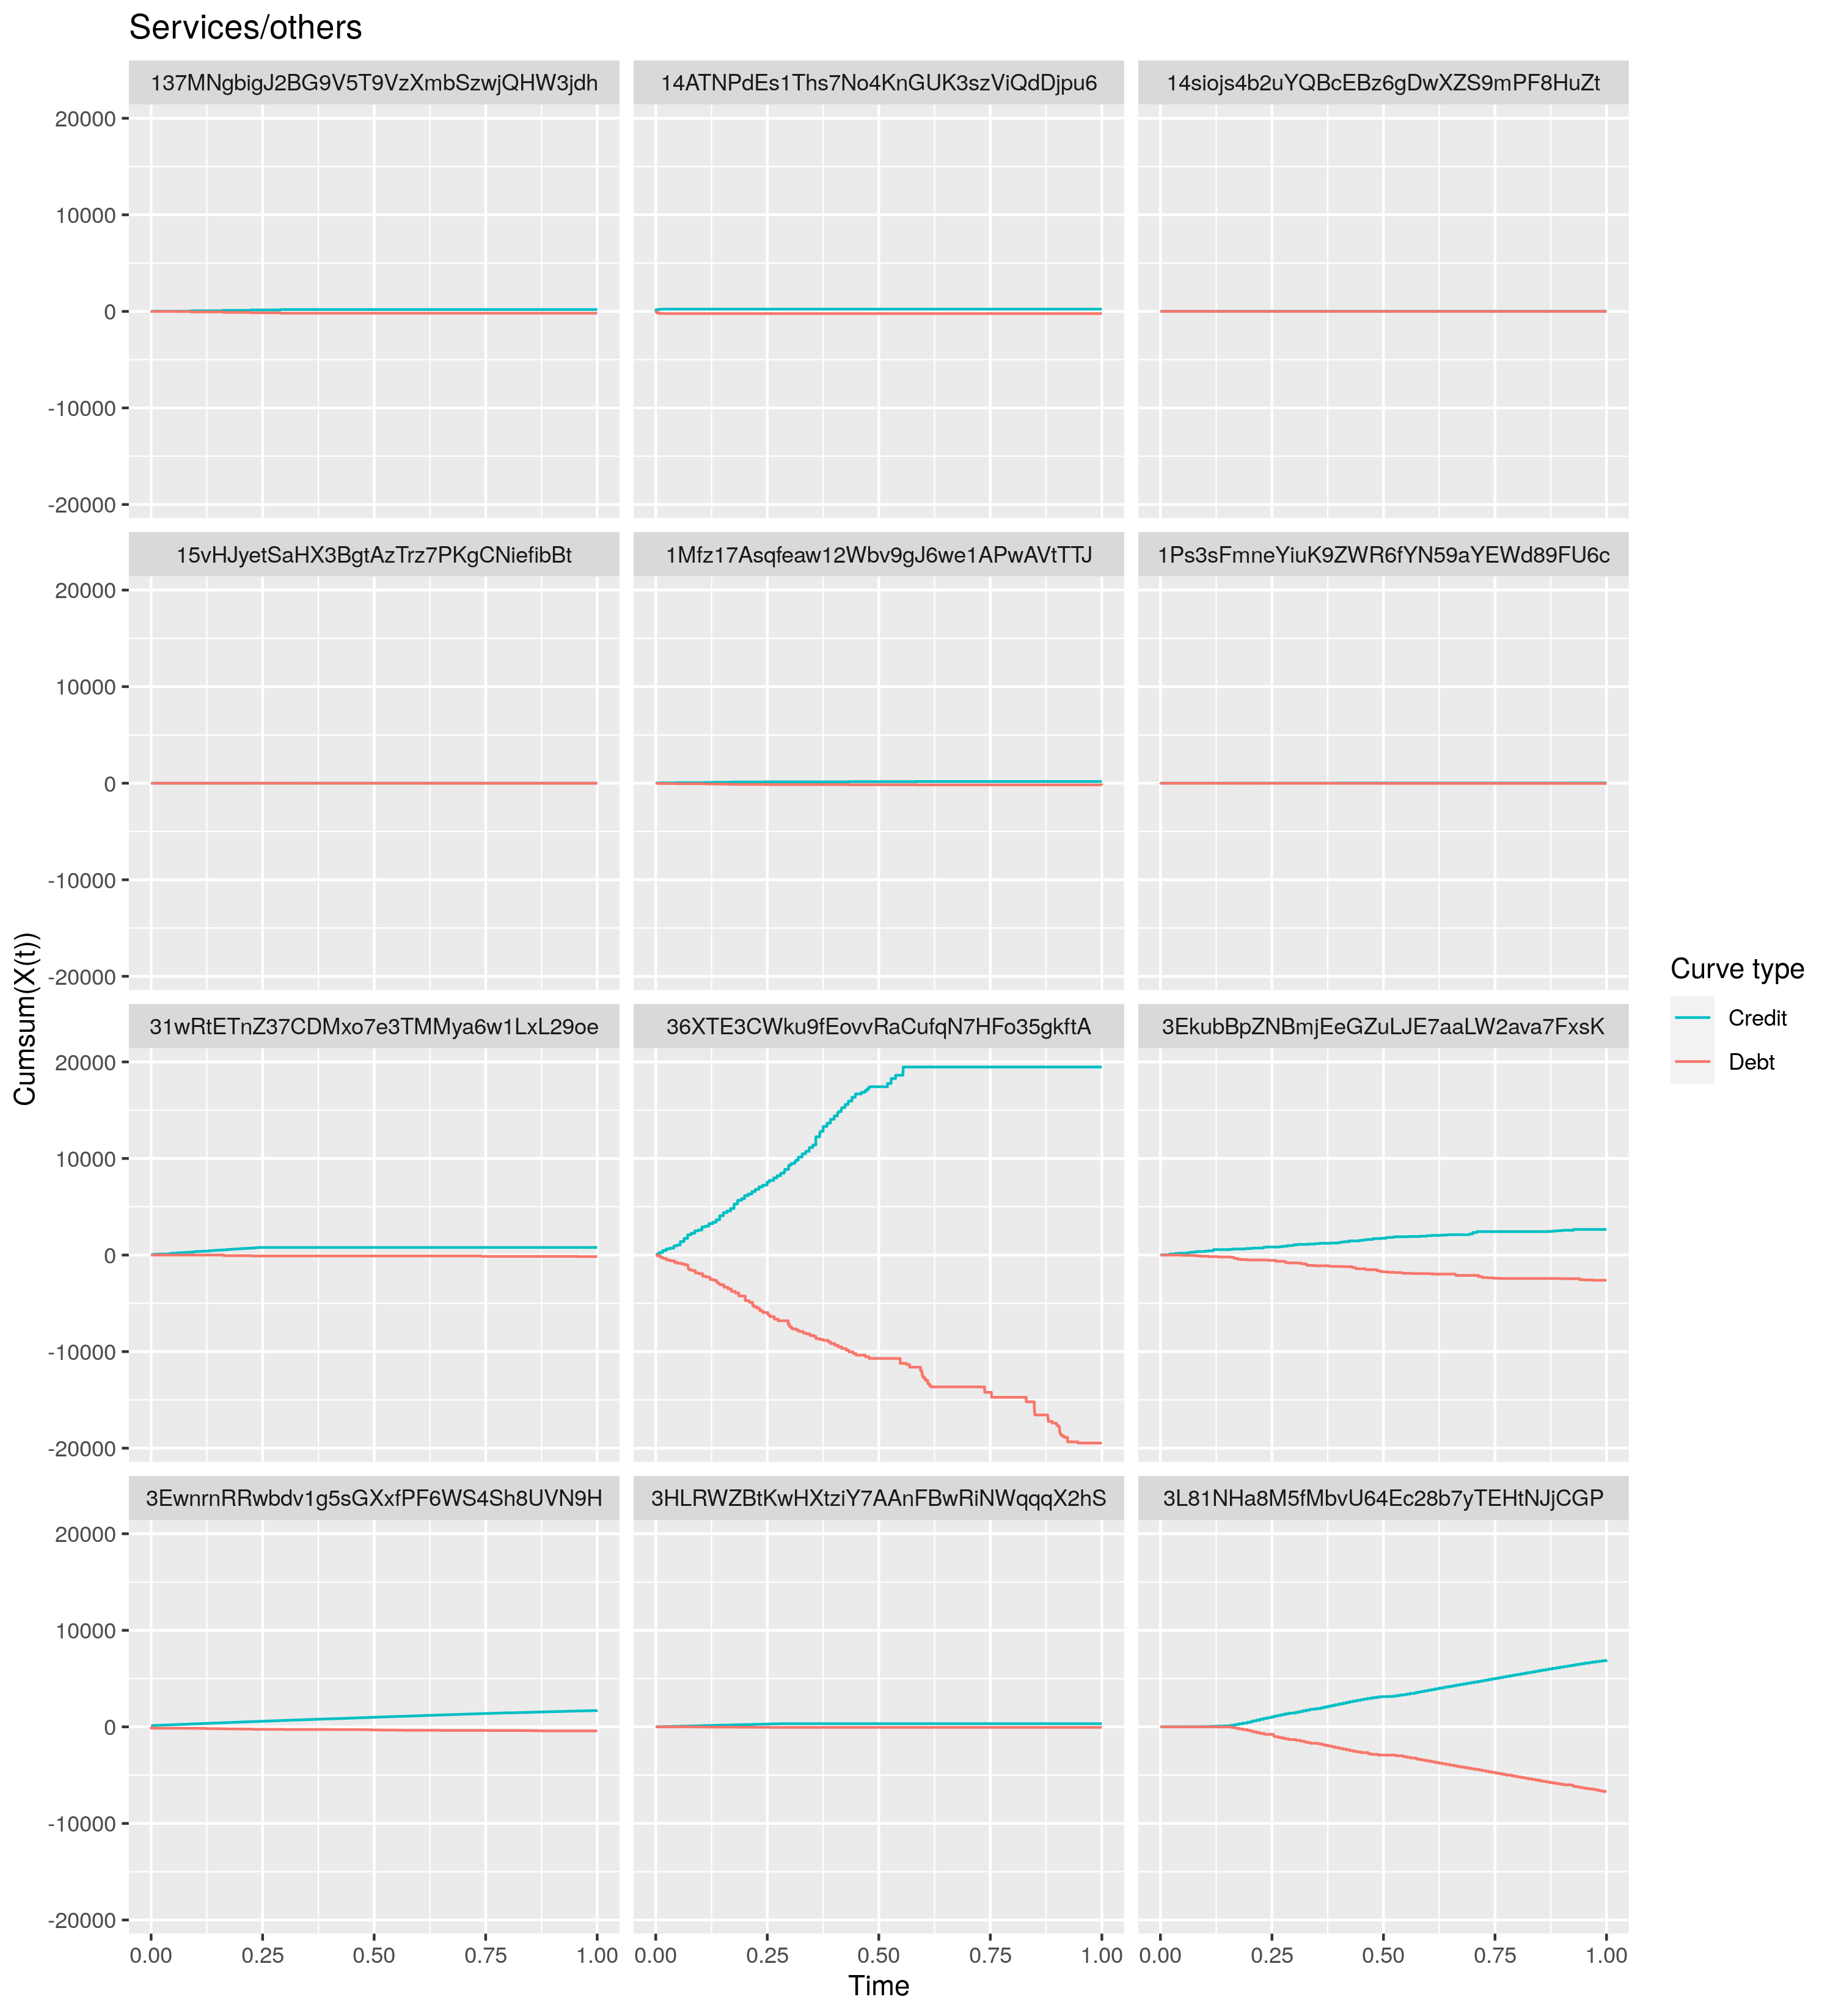 Services/others
137MNgbigJ2BG9V5T9VzXmbSzwjQHW3jdh
14ATNPdEs1Ths7No4KnGUK3szViQdDjpu6
14siojs4b2uYQBcEBz6gDwXZS9mPF8HuZt
20000
10000
0
-10000
-20000
15vHJyetSaHX3BgtAzTrz7PKgCNiefibBt
1Mfz17Asqfeaw12Wbv9gJ6we1APwAVtTTJ
1Ps3sFmneYiuK9ZWR6fYN59aYEWd89FU6c
20000
10000
0
-10000
-20000
Cumsum(X(t))
31wRtETnZ37CDMxo7e3TMMya6w1LxL29oe
36XTE3CWku9fEovvRaCufqN7HFo35gkftA
3EkubBpZNBmjEeGZuLJE7aaLW2ava7FxsK
20000
10000
0
-10000
-20000
Curve type
Credit
Debt
3EwnrnRRwbdv1g5sGXxfPF6WS4Sh8UVN9H
3HLRWZBtKwHXtziY7AAnFBwRiNWqqqX2hS
3L81NHa8M5fMbvU64Ec28b7yTEHtNJjCGP
20000
10000
0
-10000
-20000
0.00 0.25 0.50 0.75 1.00
0.00 0.25 0.50 0.75 1.00
0.00 0.25 0.50 0.75 1.00
Time